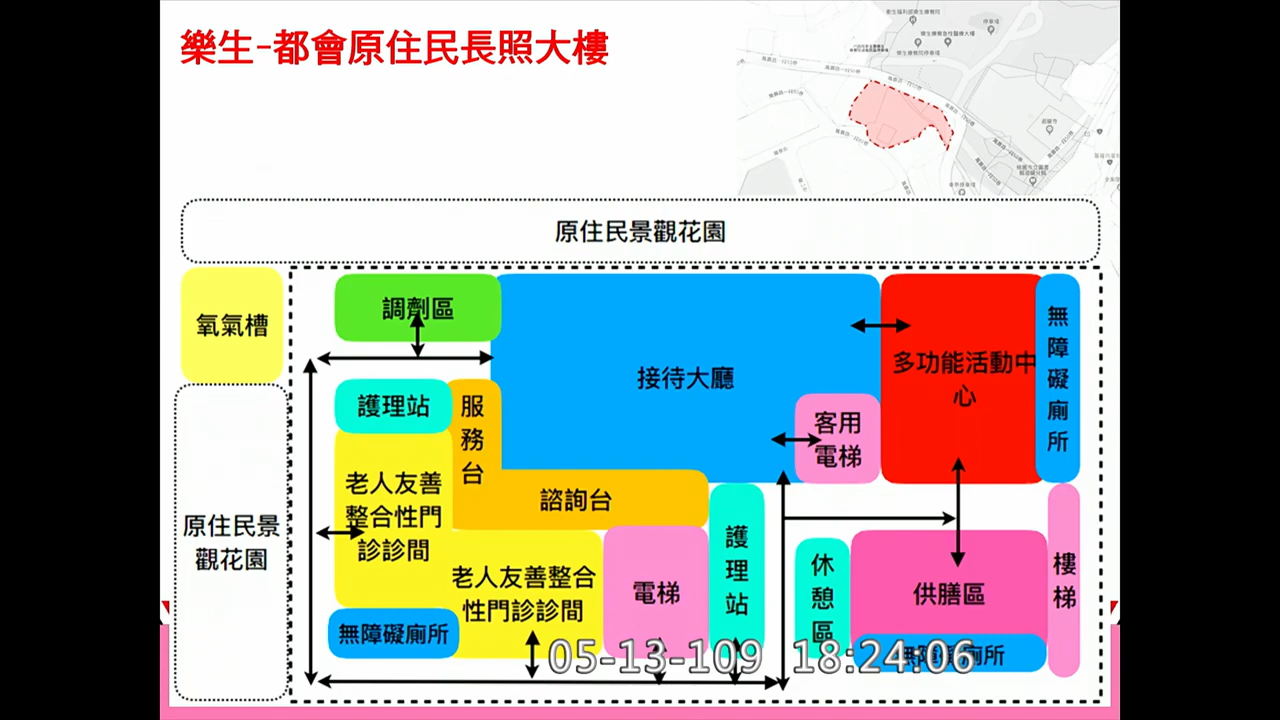 樂生-都會原住民長照大樓
原住民景觀花園
氧氣槽
調劑區
接待大廳
多功能活動中
心
無
障
礙
廁
所
護理站
服
務
台
客用
電梯
老人友善
整合性門
診診間
諮詢台
原住民景
觀花園
老人友善整合
性門診診間
電梯
護
理
站
休
憩
區
供膳區
樓
梯
無障礙廁所
無障礙廁所
05-13-109 18:24:06